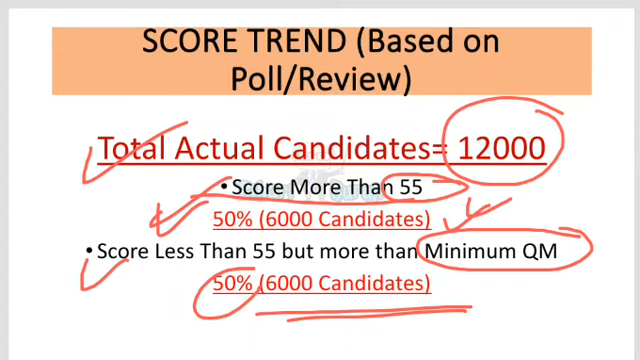 SCORE TREND (Based on
Poll/Review)
Total Actual Candidates= 12000
• Score More Than 55
50% (6000 Candidates)
• Score Less Than 55 but more than Minimum QM
50% (6000 Candidates)